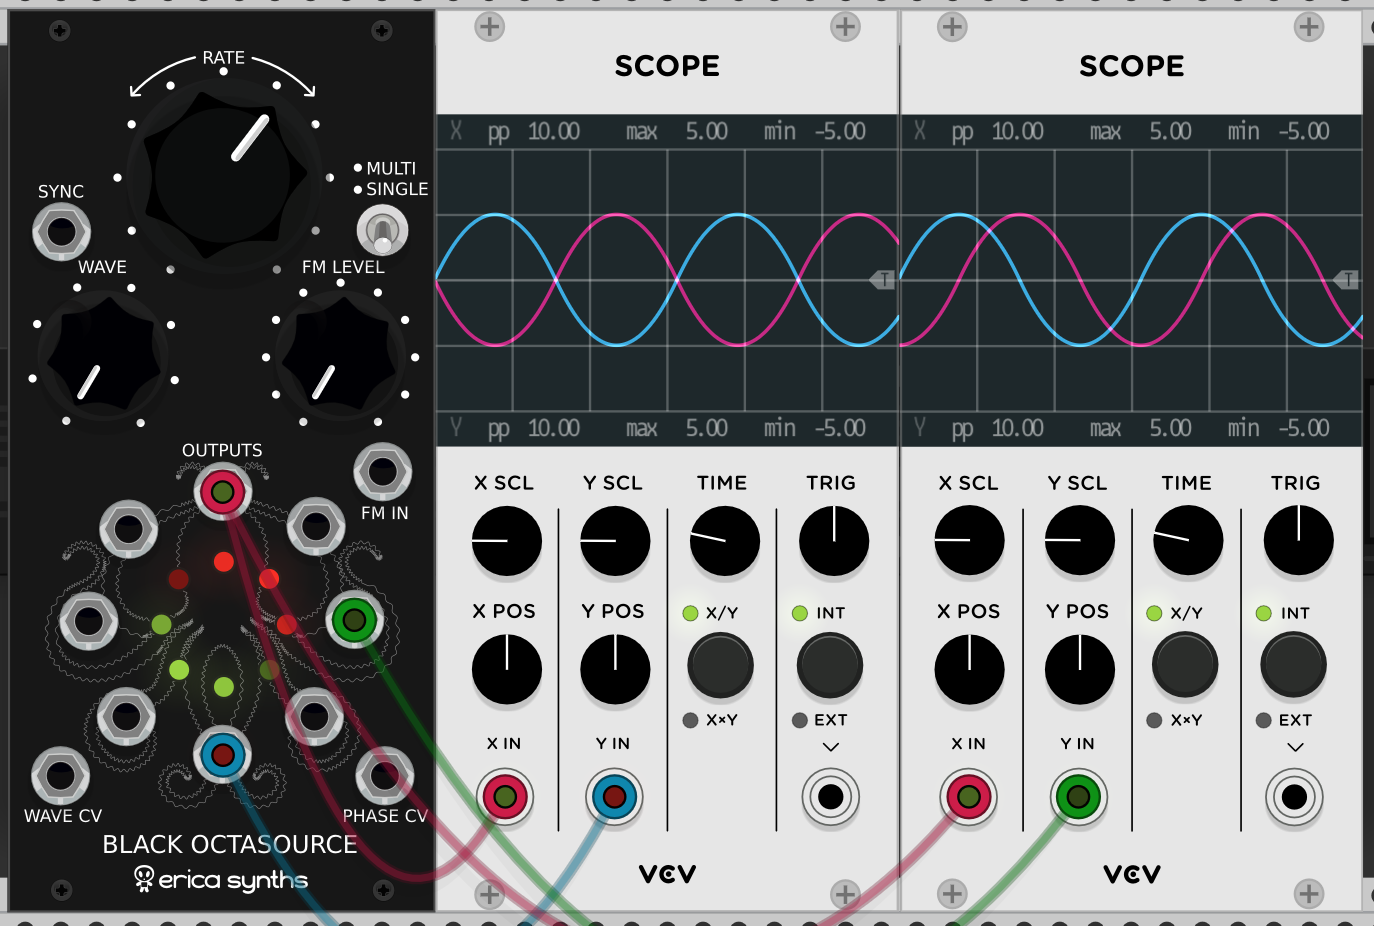 RATE
MULTI
SINGLE
SYNC
WAVE
FM LEVEL
OUTPUTS
FM IN
WAVE CV
PHASE CV
BLACK OCTASOURCE
erica synths
SCOPE
X pp 10.00 max 5.00 min -5.00
T
Y pp 10.00 max 5.00 min -5.00
X SCL Y SCL TIME TRIG
X POS Y POS X/Y INT
X×Y EXT
X IN Y IN
VCV
SCOPE
X pp 10.00 max 5.00 min -5.00
T
Y pp 10.00 max 5.00 min -5.00
X SCL Y SCL TIME TRIG
X POS Y POS X/Y INT
X×Y EXT
X IN Y IN
VCV